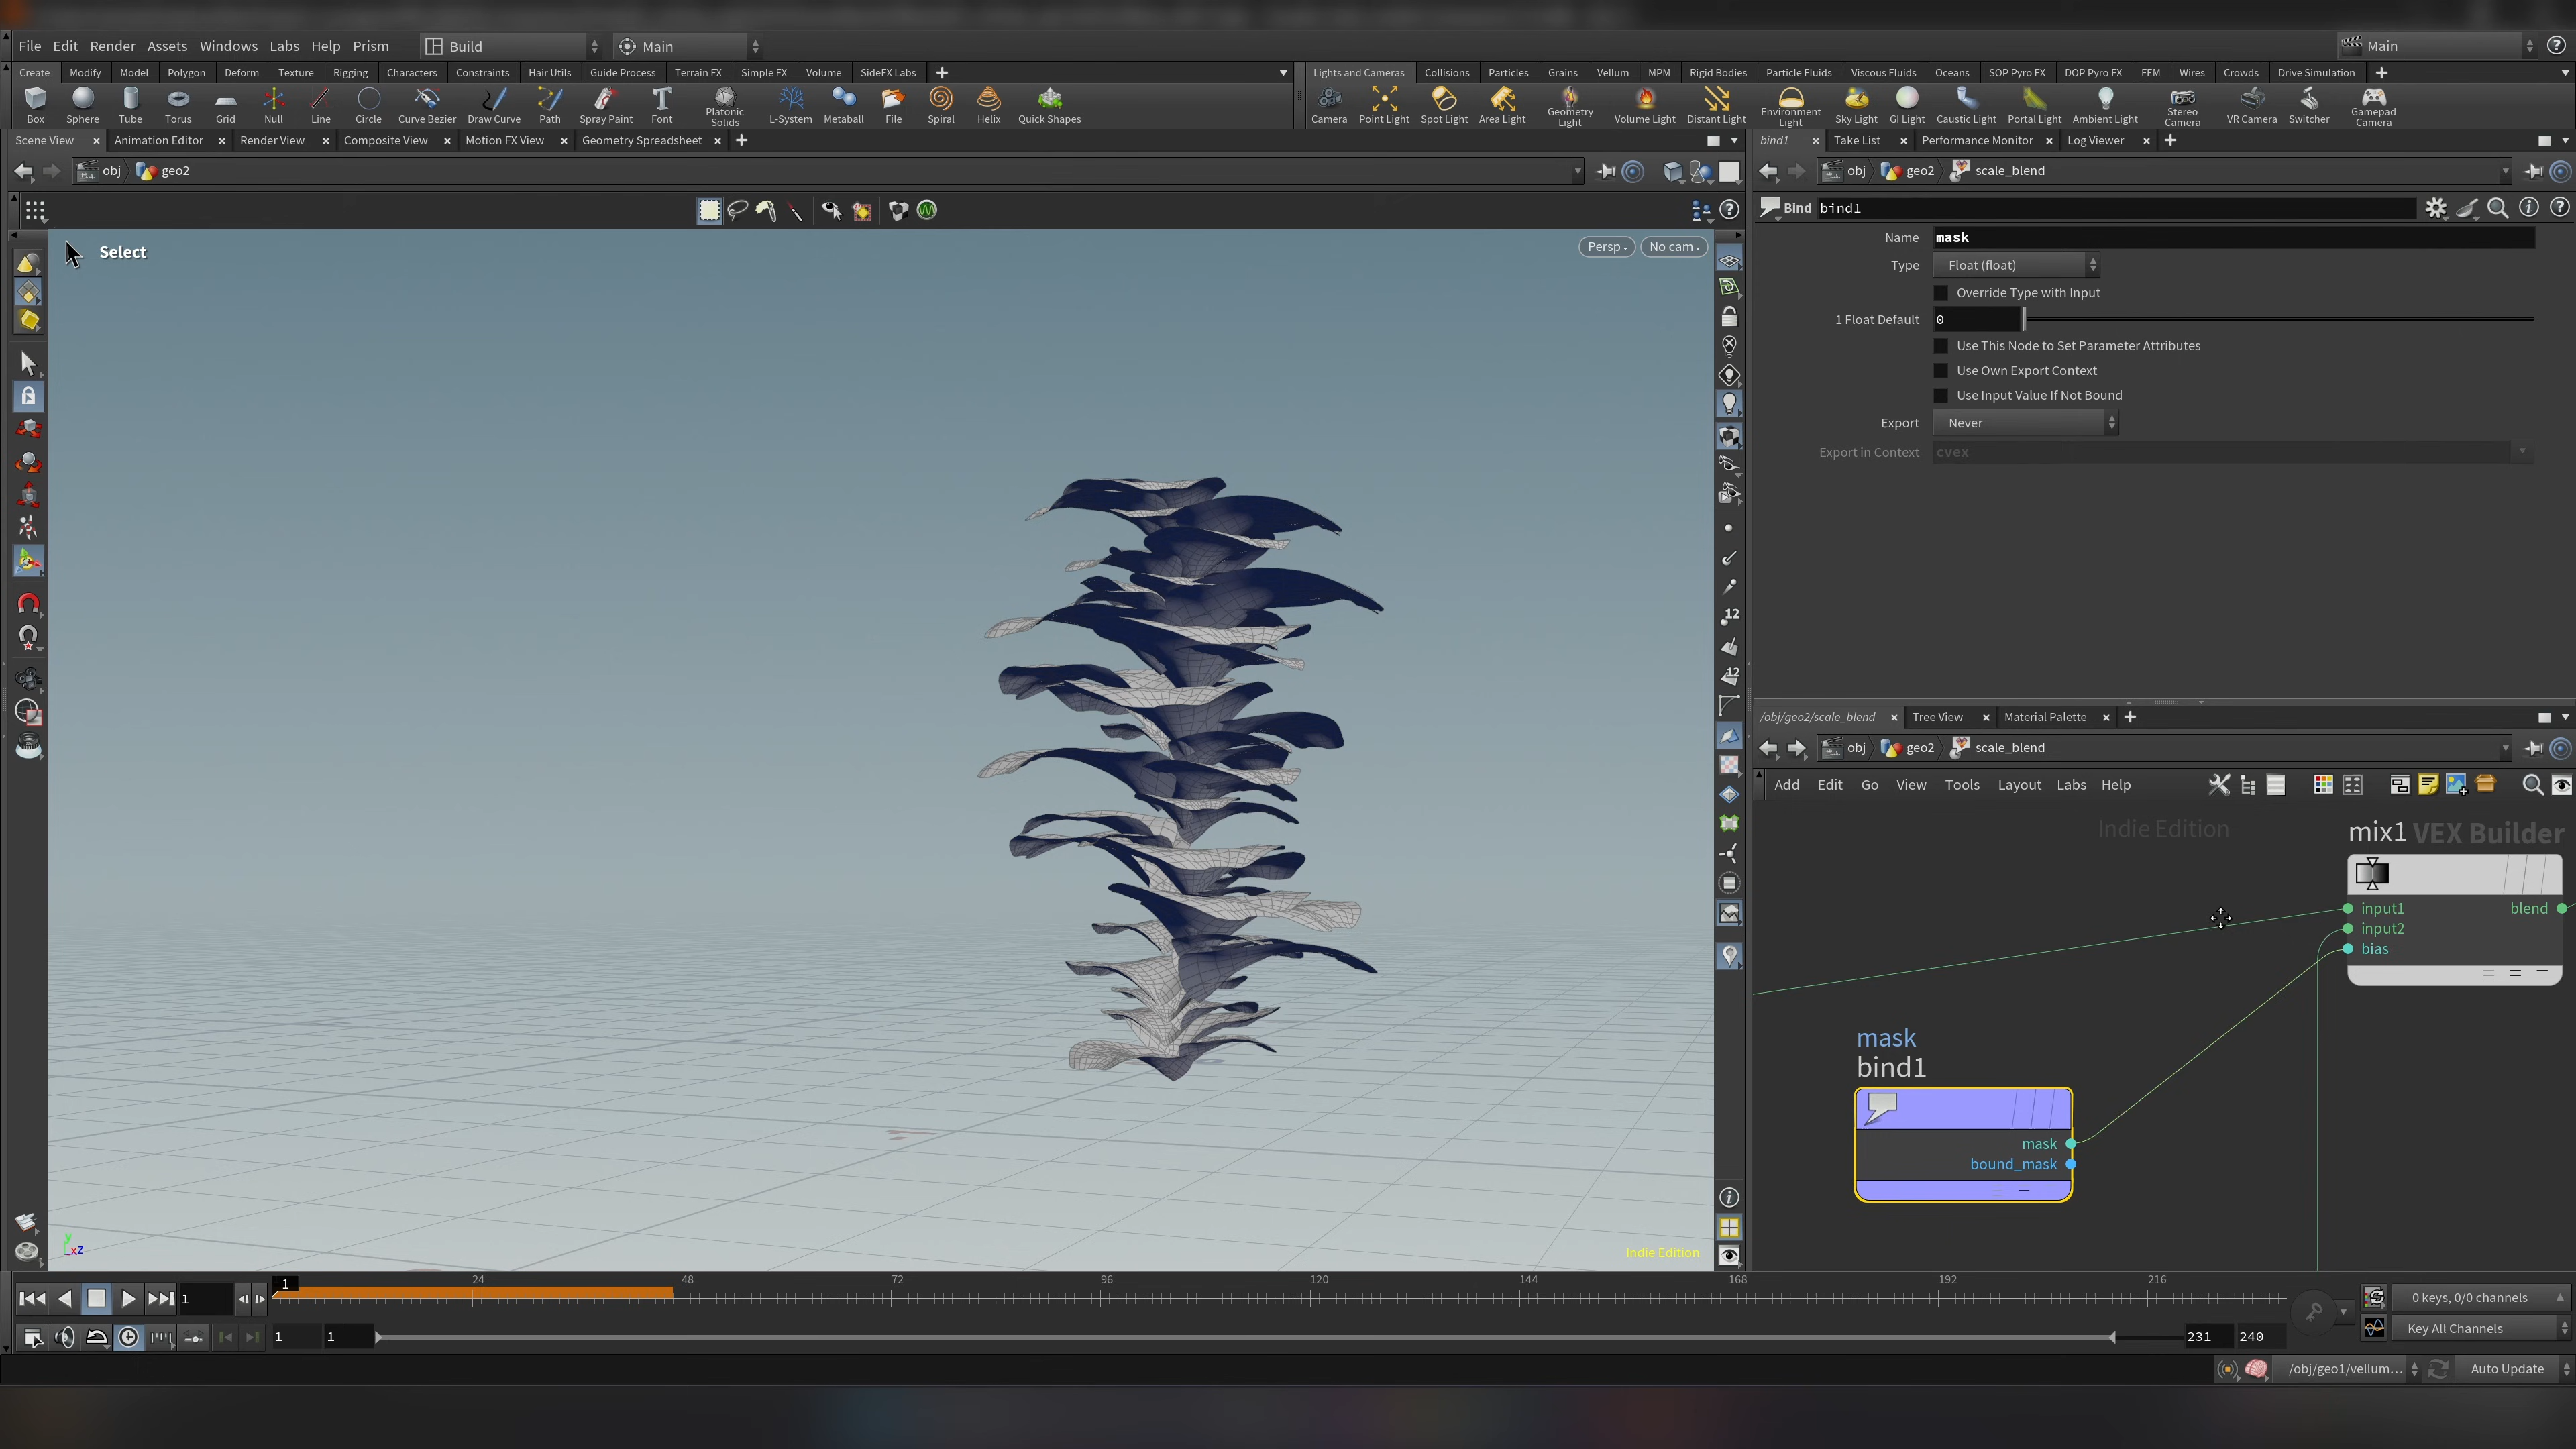 File Edit Render Assets Windows Labs Help Prism Build Main Main
Create Modify Model Polygon Deform Texture Rigging Characters Constraints Hair Utils Guide Process Terrain FX Simple FX Volume SideFX Labs
Lights and Cameras Collisions Particles Grains Vellum MPM Rigid Bodies Particle Fluids Viscous Fluids Oceans SOP Pyro FX DOP Pyro FX FEM Wires Crowds Drive Simulation
Box Sphere Tube Torus Grid Null Line Circle Curve Bezier Draw Curve Path Spray Paint Font Platonic Solids L-System Metaball File Spiral Helix Quick Shapes
Camera Point Light Spot Light Area Light Geometry Light Volume Light Distant Light Environment Light Sky Light GI Light Caustic Light Portal Light Ambient Light Stereo Camera VR Camera Switcher Gamepad Camera
Scene View Animation Editor Render View Composite View Motion FX View Geometry Spreadsheet
bind1 Take List Performance Monitor Log Viewer
obj geo2
obj geo2 scale_blend
Bind bind1
Select
Persp
No cam
Name mask
Type Float (float)
Override Type with Input
1 Float Default 0
Use This Node to Set Parameter Attributes
Use Own Export Context
Use Input Value If Not Bound
Export Never
Export in Context cvex
12
12
/obj/geo2/scale_blend Tree View Material Palette
obj geo2 scale_blend
Add Edit Go View Tools Layout Labs Help
Indie Edition
VEX Builder
mix1
input1 blend
input2
bias
mask
bind1
mask
bound_mask
y
x z
Indie Edition
1 1 24 48 72 96 120 144 168 192 216
0 keys, 0/0 channels
1 1 231 240
Key All Channels
/obj/geo1/vellum... Auto Update